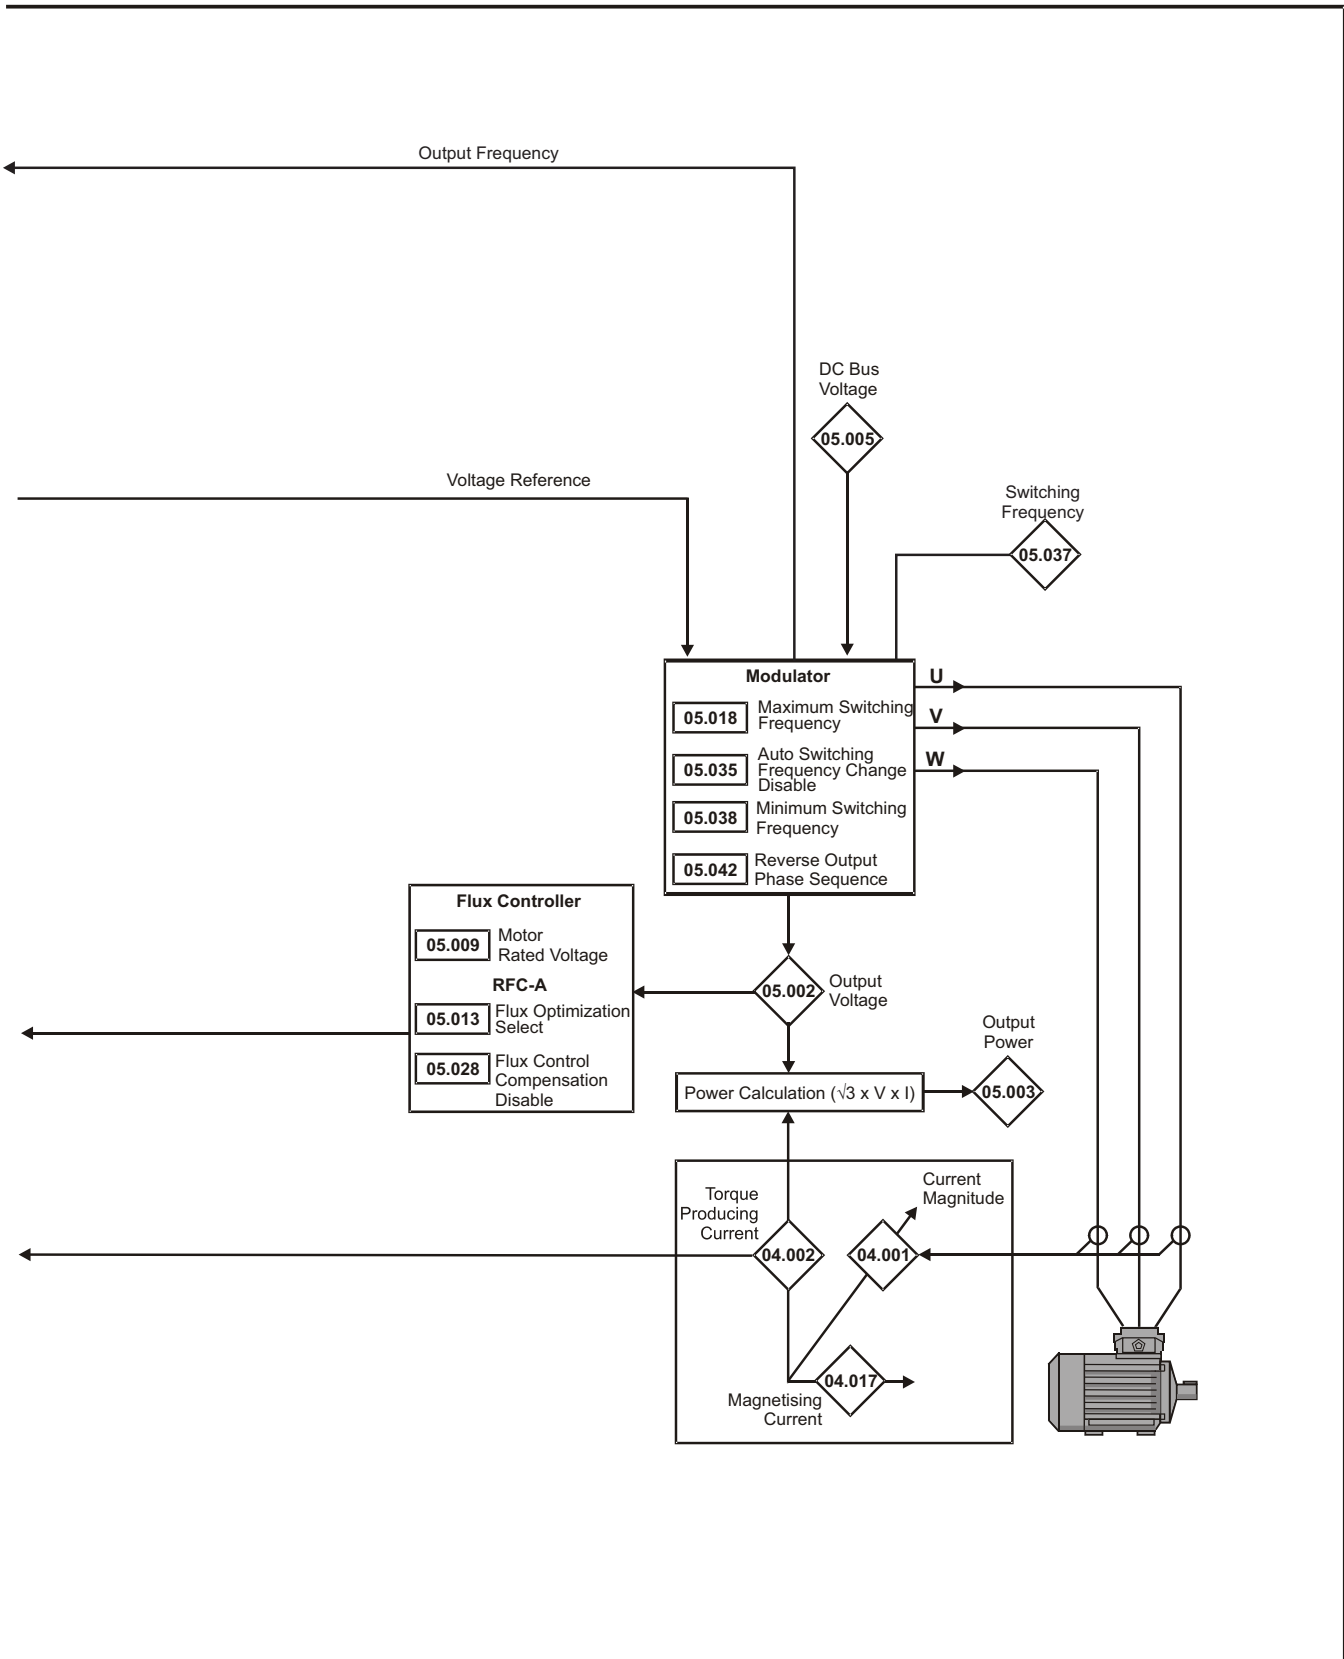 Output Frequency
DC Bus
Voltage
05.005
Voltage Reference
Switching
Frequency
05.037
Modulator
05.018
Maximum Switching
Frequency
05.035
Auto Switching
Frequency Change
Disable
05.038
Minimum Switching
Frequency
05.042
Reverse Output
Phase Sequence
U
V
W
Flux Controller
05.009
Motor
Rated Voltage
RFC-A
05.013
Flux Optimization
Select
05.028
Flux Control
Compensation
Disable
05.002
Output
Voltage
Output
Power
Power Calculation (√3 x V x I)
05.003
Torque
Producing
Current
04.002
Current
Magnitude
04.001
04.017
Magnetising
Current